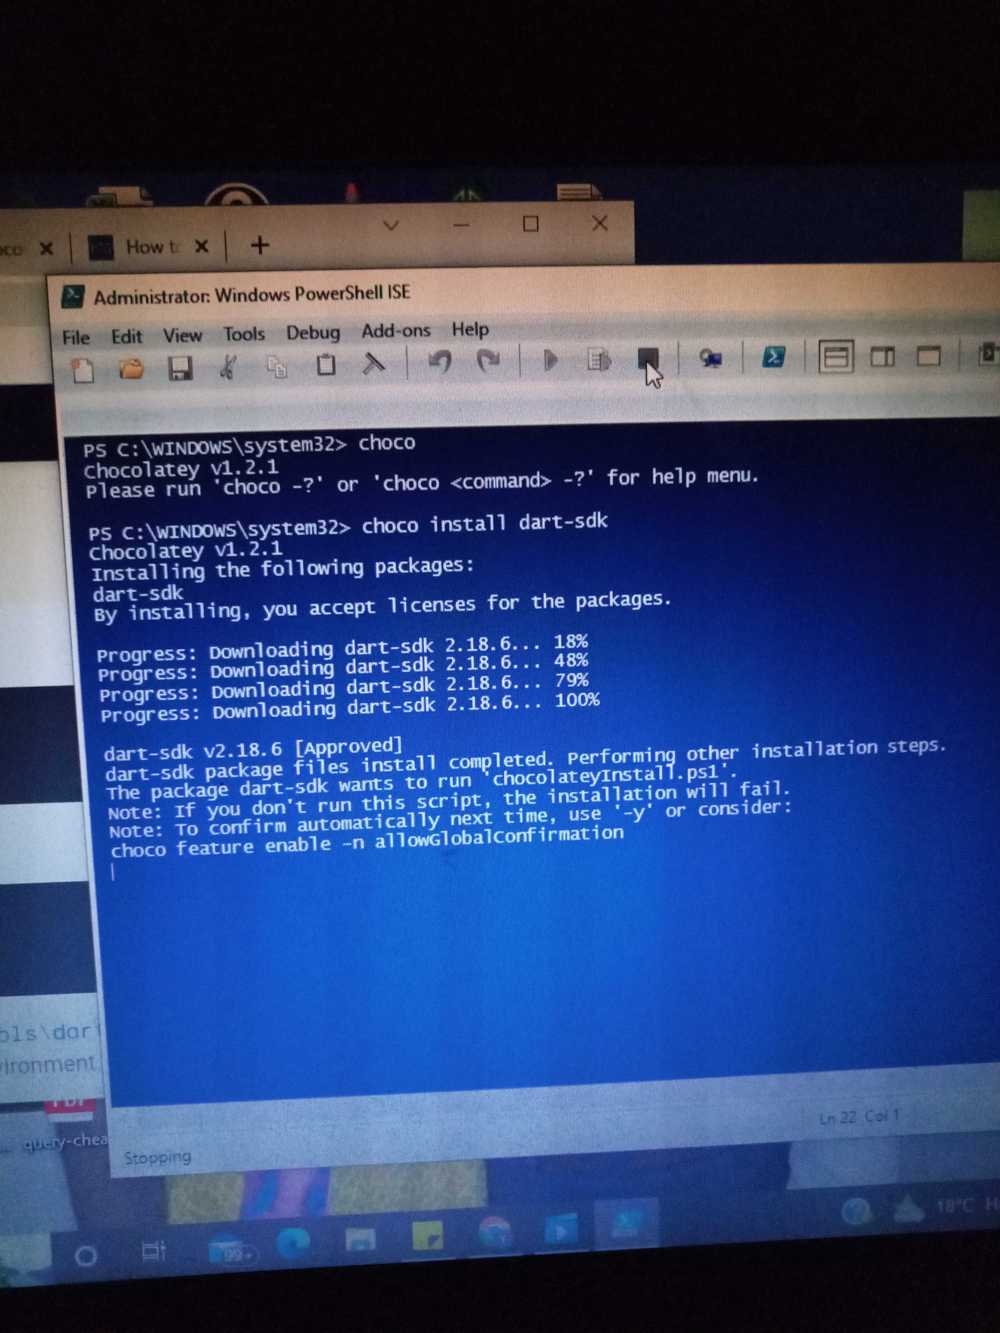 How t
Administrator: Windows PowerShell ISE
File Edit View Tools Debug Add-ons Help
PS C:\WINDOWS\system32> choco
Chocolatey v1.2.1
Please run 'choco -?' or 'choco <command> -?' for help menu.
PS C:\WINDOWS\system32> choco install dart-sdk
Chocolatey v1.2.1
Installing the following packages:
dart-sdk
By installing, you accept licenses for the packages.
Progress: Downloading dart-sdk 2.18.6... 18%
Progress: Downloading dart-sdk 2.18.6... 48%
Progress: Downloading dart-sdk 2.18.6... 79%
Progress: Downloading dart-sdk 2.18.6... 100%
dart-sdk v2.18.6 [Approved]
dart-sdk package files install completed. Performing other installation steps.
The package dart-sdk wants to run 'chocolateyInstall.ps1'.
Note: If you don't run this script, the installation will fail.
Note: To confirm automatically next time, use '-y' or consider:
choco feature enable -n allowGlobalConfirmation
ols\dar
vironment
PDF
query-chea
Ln 22 Col 1
Stopping
99+
18°C H